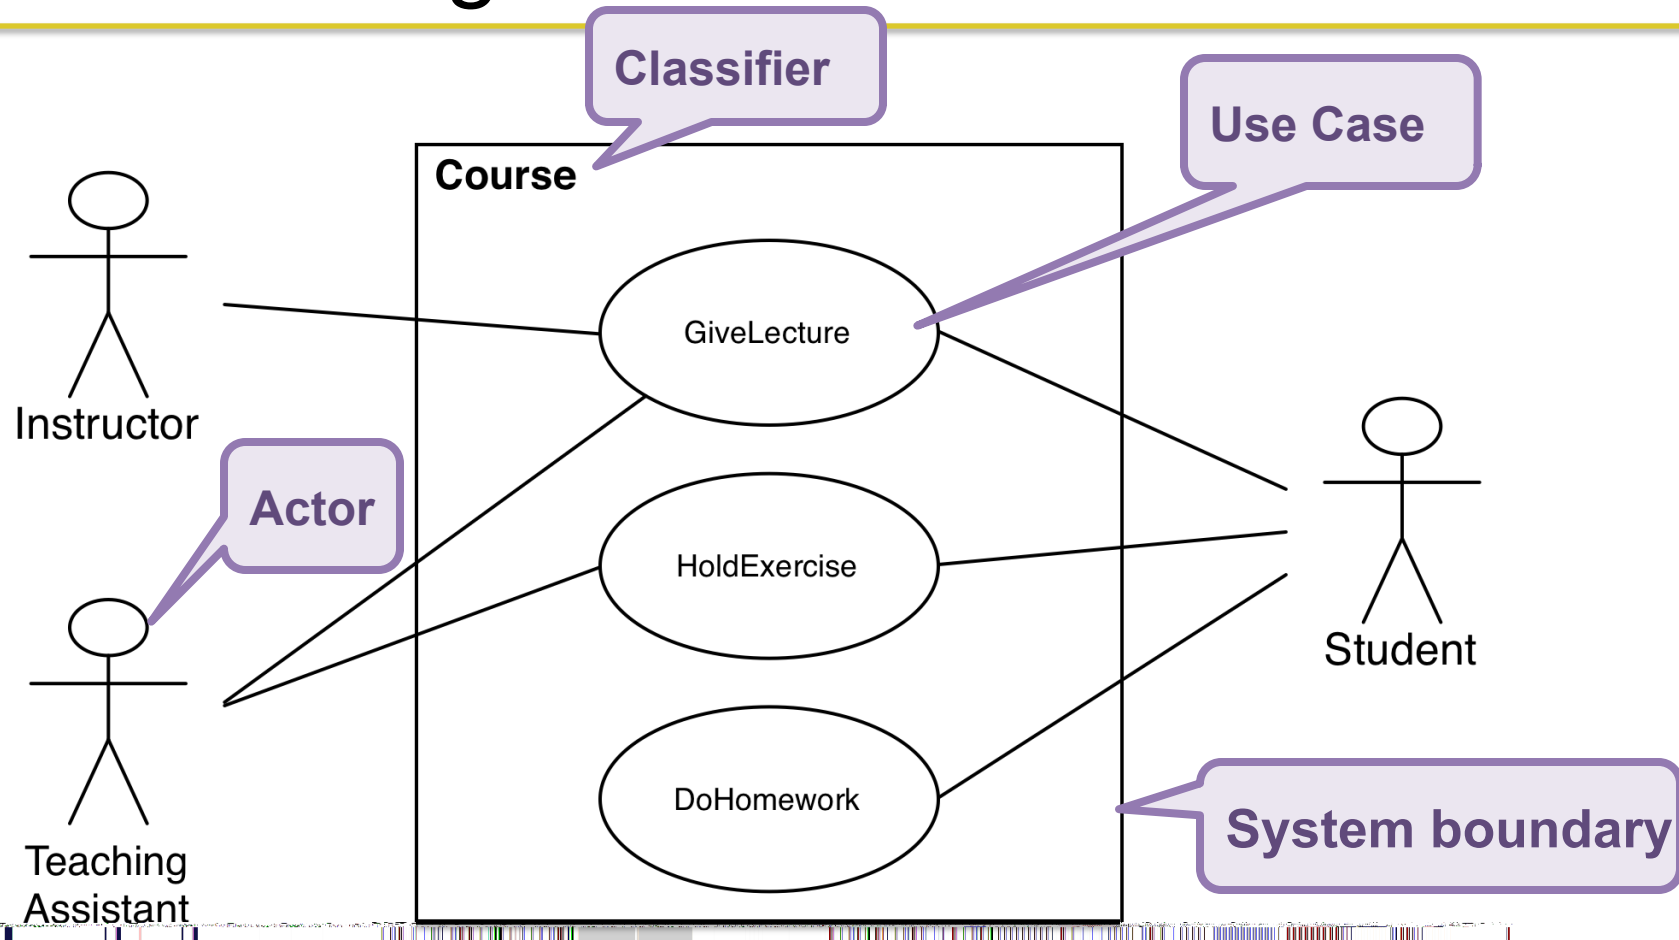 Classifier
Use Case
Course
GiveLecture
Instructor
Actor
HoldExercise
Student
DoHomework
System boundary
Teaching
Assistant